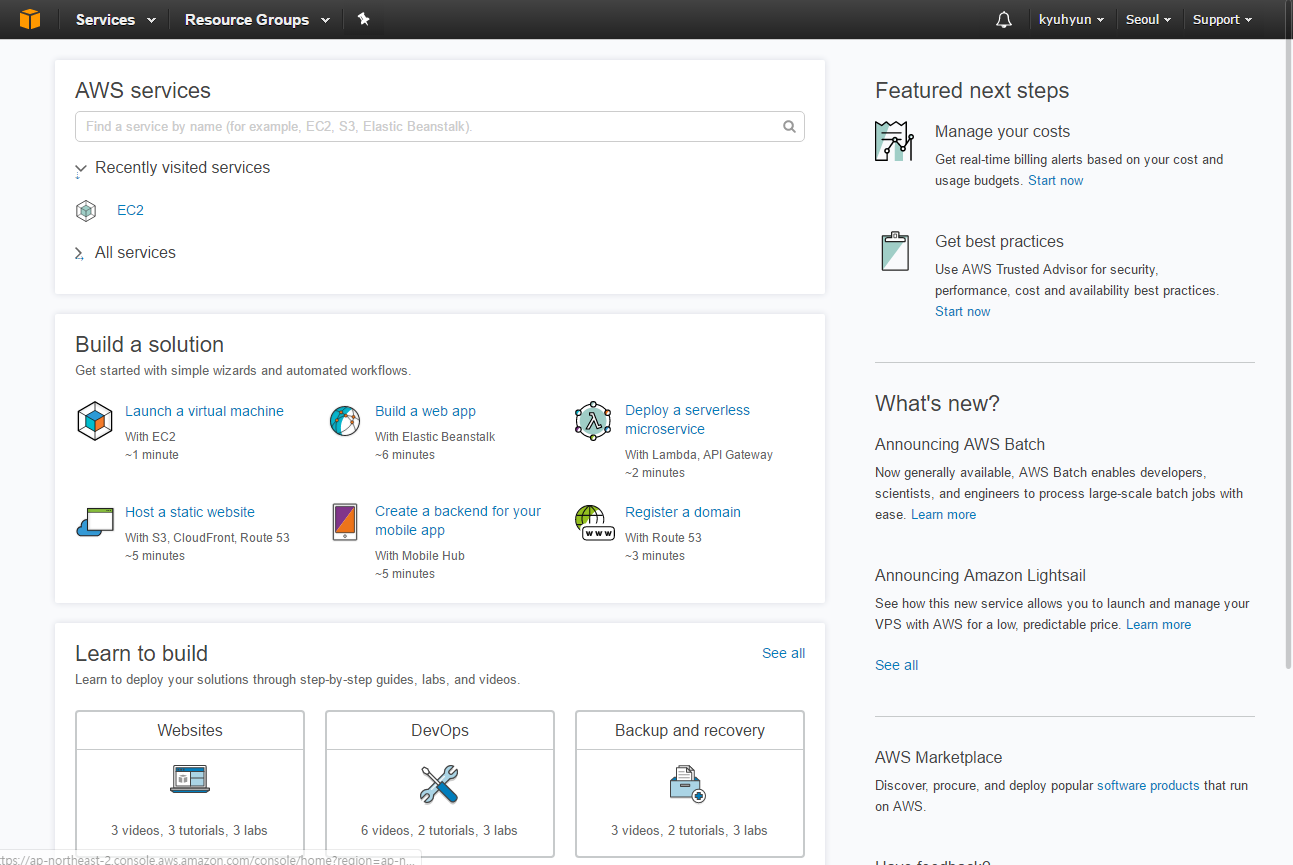 Services Resource Groups kyuhyun Seoul Support
AWS services
Find a service by name (for example, EC2, S3, Elastic Beanstalk).
Recently visited services
EC2
All services
Build a solution
Get started with simple wizards and automated workflows.
Launch a virtual machine
With EC2
~1 minute
Build a web app
With Elastic Beanstalk
~6 minutes
Deploy a serverless
microservice
With Lambda, API Gateway
~2 minutes
Host a static website
With S3, CloudFront, Route 53
~5 minutes
Create a backend for your
mobile app
With Mobile Hub
~5 minutes
Register a domain
With Route 53
~3 minutes
www
Learn to build
See all
Learn to deploy your solutions through step-by-step guides, labs, and videos.
Websites
3 videos, 3 tutorials, 3 labs
DevOps
6 videos, 2 tutorials, 3 labs
Backup and recovery
3 videos, 2 tutorials, 3 labs
Featured next steps
Manage your costs
Get real-time billing alerts based on your cost and
usage budgets. Start now
Get best practices
Use AWS Trusted Advisor for security,
performance, cost and availability best practices.
Start now
What's new?
Announcing AWS Batch
Now generally available, AWS Batch enables developers,
scientists, and engineers to process large-scale batch jobs with
ease. Learn more
Announcing Amazon Lightsail
See how this new service allows you to launch and manage your
VPS with AWS for a low, predictable price. Learn more
See all
AWS Marketplace
Discover, procure, and deploy popular software products that run
on AWS.
Have feedback?
ttps://ap-northeast-2.console.aws.amazon.com/console/home?region=ap-n...